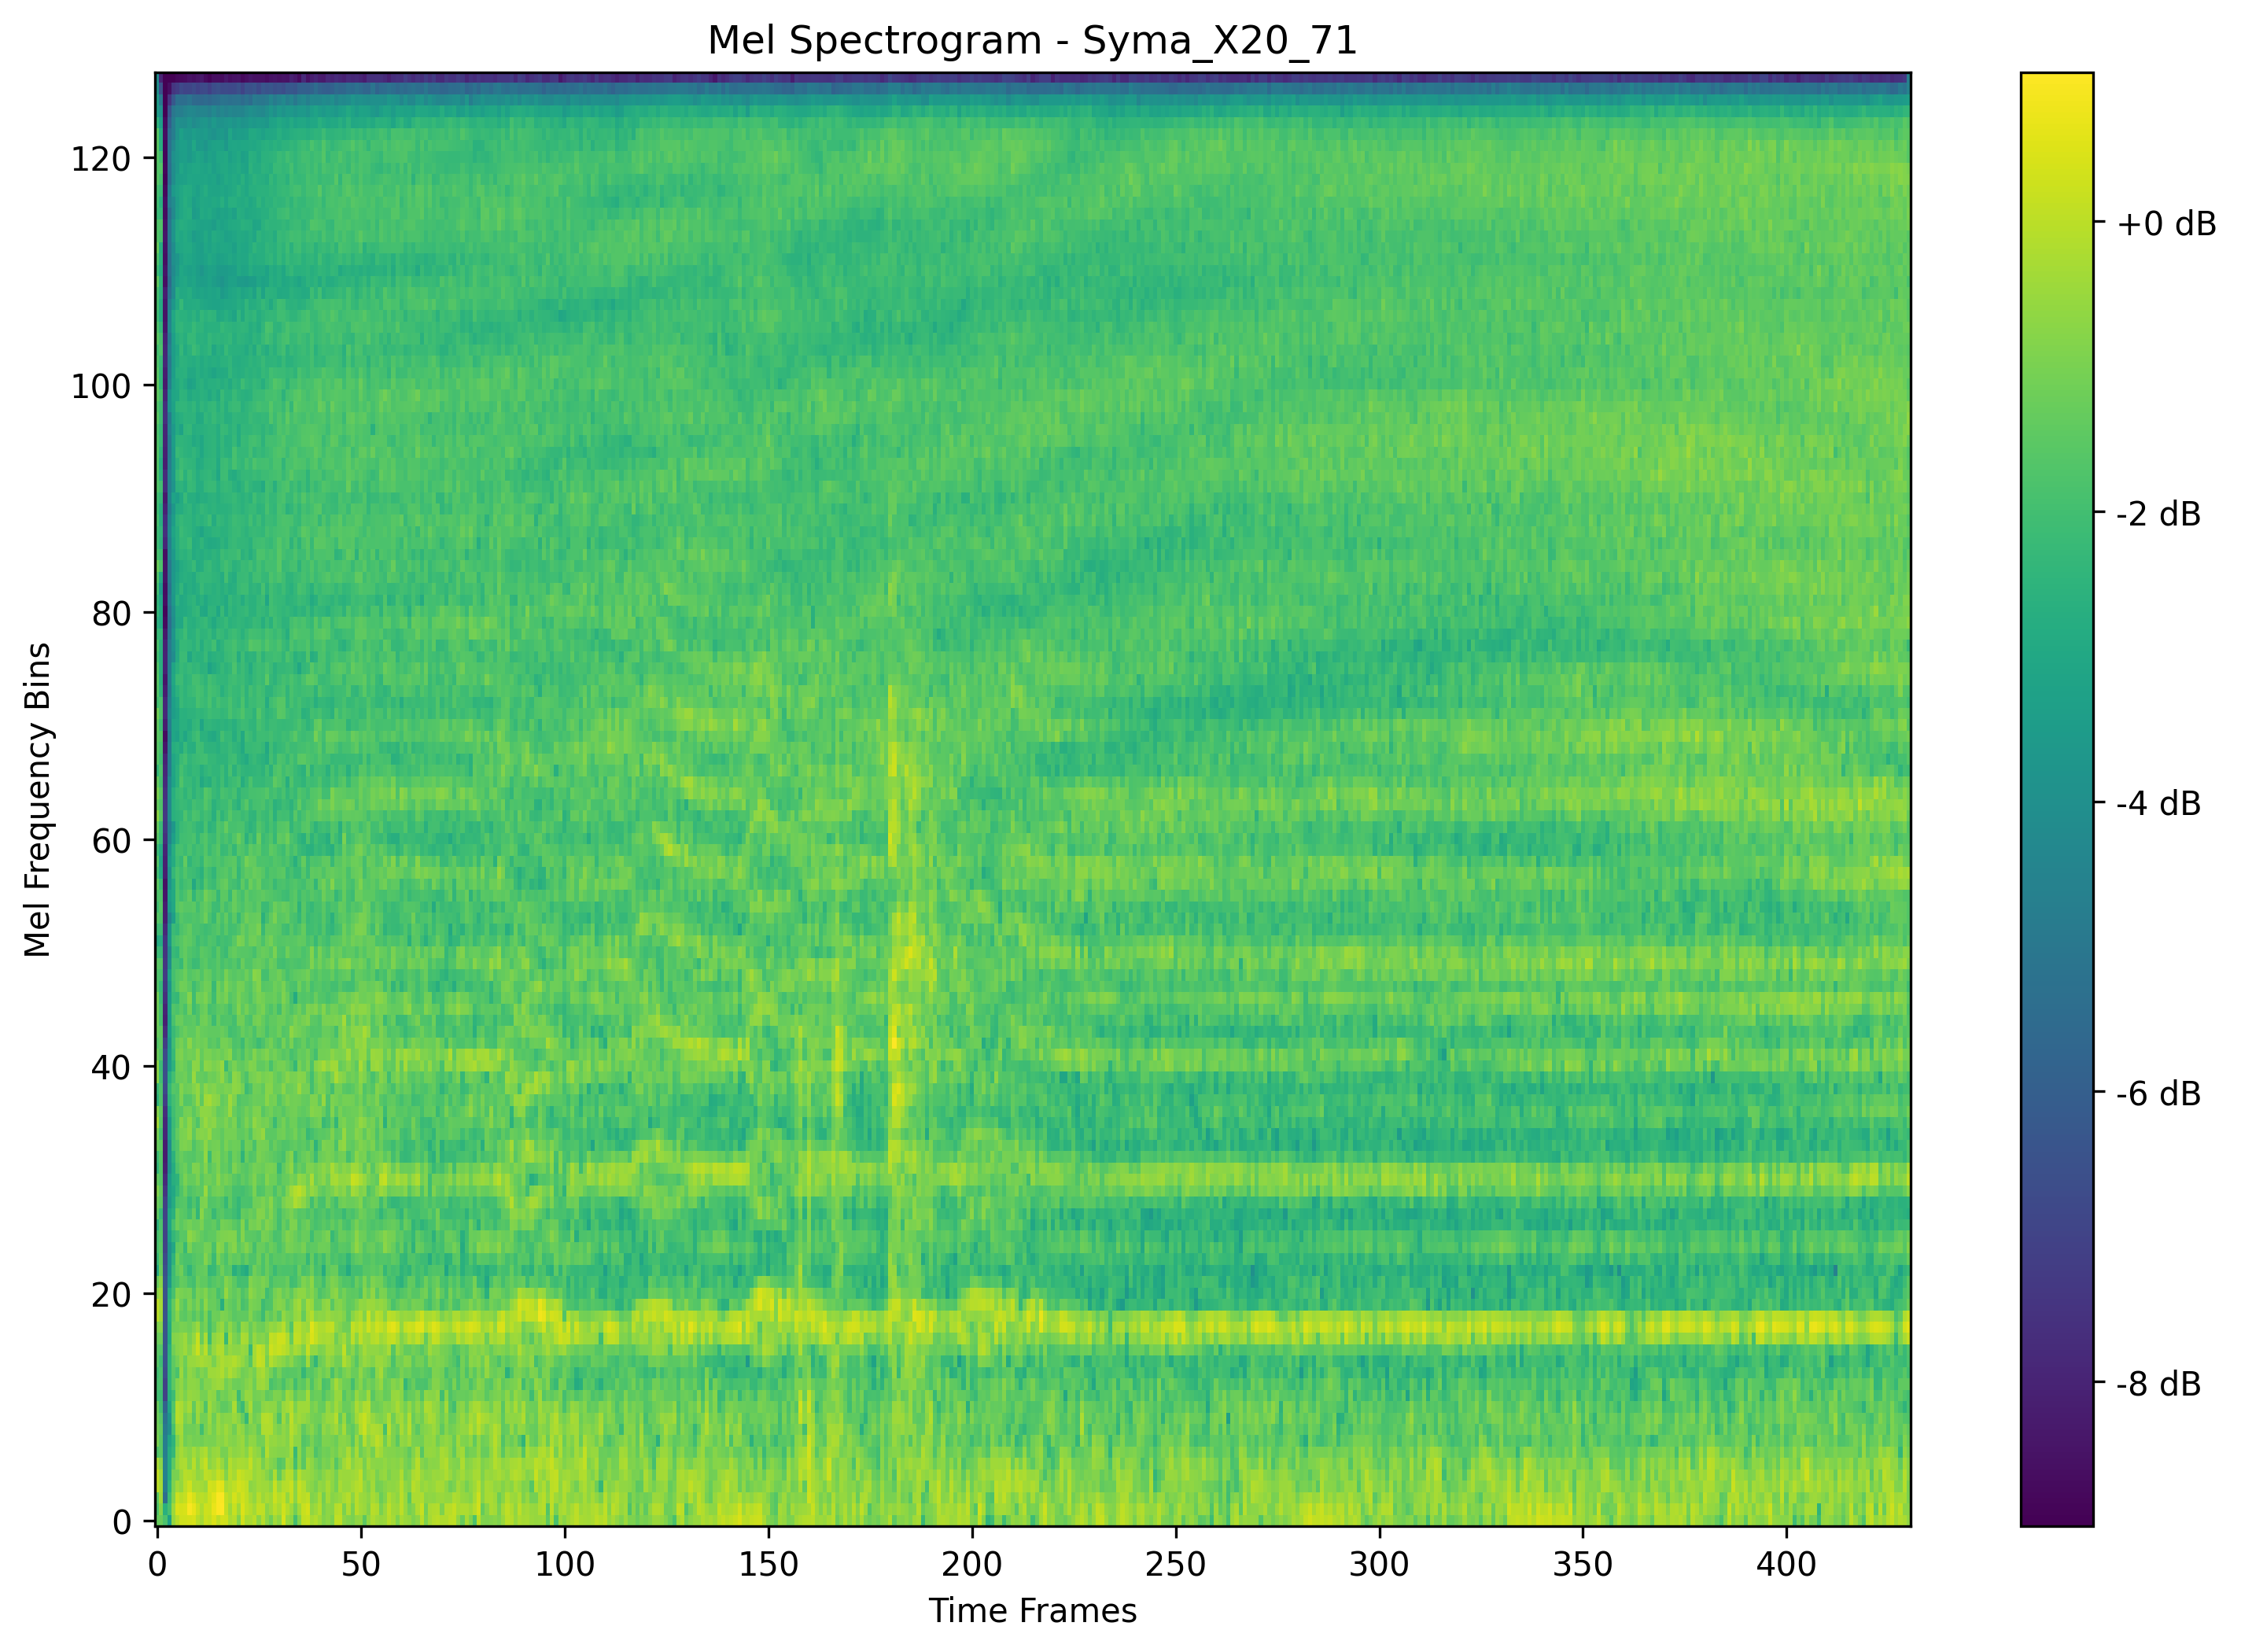 Mel Spectrogram - Syma_X20_71
Mel Frequency Bins
120
100
80
60
40
20
0
0 50 100 150 200 250 300 350 400
Time Frames
+0 dB
-2 dB
-4 dB
-6 dB
-8 dB